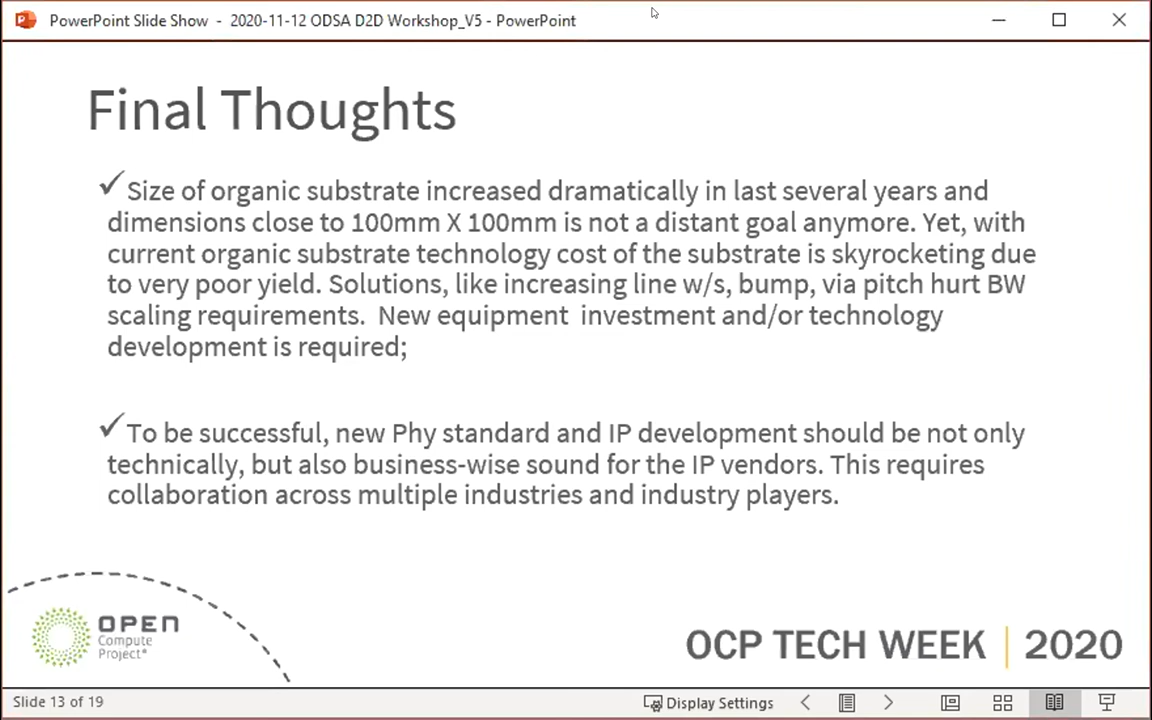 PowerPoint Slide Show - 2020-11-12 ODSA D2D Workshop_V5 - PowerPoint
Final Thoughts
Size of organic substrate increased dramatically in last several years and
dimensions close to 100mm X 100mm is not a distant goal anymore. Yet, with
current organic substrate technology cost of the substrate is skyrocketing due
to very poor yield. Solutions, like increasing line w/s, bump, via pitch hurt BW
scaling requirements.  New equipment  investment and/or technology
development is required;
To be successful, new Phy standard and IP development should be not only
technically, but also business-wise sound for the IP vendors. This requires
collaboration across multiple industries and industry players.
OPEN
Compute
Project®
OCP TECH WEEK | 2020
Slide 13 of 19
Display Settings